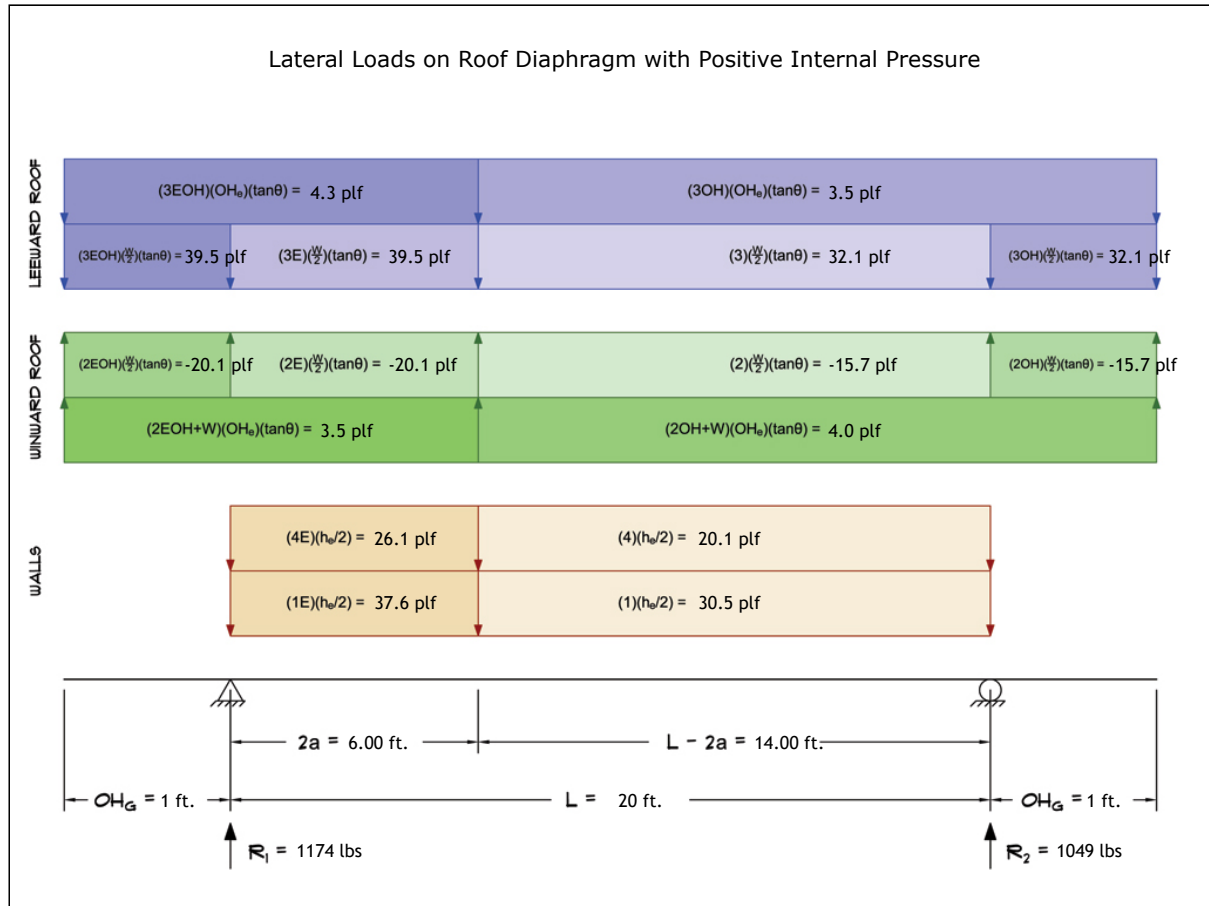 Lateral Loads on Roof Diaphragm with Positive Internal Pressure
LEEWARD ROOF
(3EOH)(OHₑ)(tanθ) = 4.3 plf
(3OH)(OHₑ)(tanθ) = 3.5 plf
(3EOH)(W/2)(tanθ) = 39.5 plf
(3E)(W/2)(tanθ) = 39.5 plf
(3)(W/2)(tanθ) = 32.1 plf
(3OH)(W/2)(tanθ) = 32.1 plf
WINWARD ROOF
(2EOH)(W/2)(tanθ) = -20.1 plf
(2E)(W/2)(tanθ) = -20.1 plf
(2)(W/2)(tanθ) = -15.7 plf
(2OH)(W/2)(tanθ) = -15.7 plf
(2EOH+W)(OHₑ)(tanθ) = 3.5 plf
(2OH+W)(OHₑ)(tanθ) = 4.0 plf
WALLS
(4E)(hₑ/2) = 26.1 plf
(4)(hₑ/2) = 20.1 plf
(1E)(hₑ/2) = 37.6 plf
(1)(hₑ/2) = 30.5 plf
2a = 6.00 ft.
L - 2a = 14.00 ft.
OH_G = 1 ft.
L = 20 ft.
OH_G = 1 ft.
R₁ = 1174 lbs
R₂ = 1049 lbs